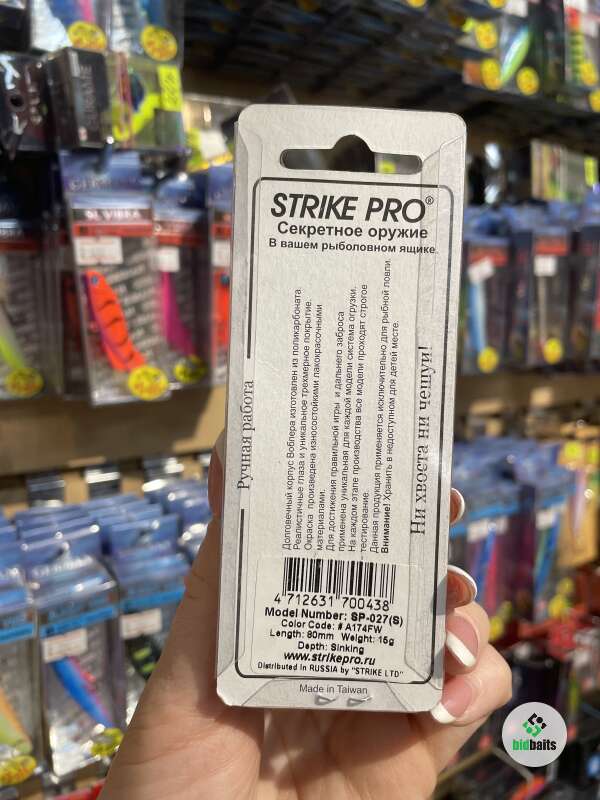 STRIKE PRO®
Секретное оружие
В вашем рыболовном ящике.
Ручная работа
Долговечный корпус Воблера изготовлен из поликарбоната.
Реалистичные глаза и уникальное трехмерное покрытие.
Окраска произведена износостойкими лакокрасочными
материалами.
Для достижения правильной игры и дальнего заброса
применена уникальная для каждой модели система огрузки.
На каждом этапе производства все модели проходят строгое
тестирование.
Данная продукция применяется исключительно для рыбной ловли.
Внимание! Хранить в недоступном для детей месте.
Ни хвоста ни чешуи!
4 712631 700438
Model Number: SP-027(S)
Color Code: # A174FW
Length: 80mm Weight: 15g
Depth: Sinking
www.strikepro.ru
Distributed in RUSSIA by "STRIKE LTD"
Made in Taiwan
bidbaits